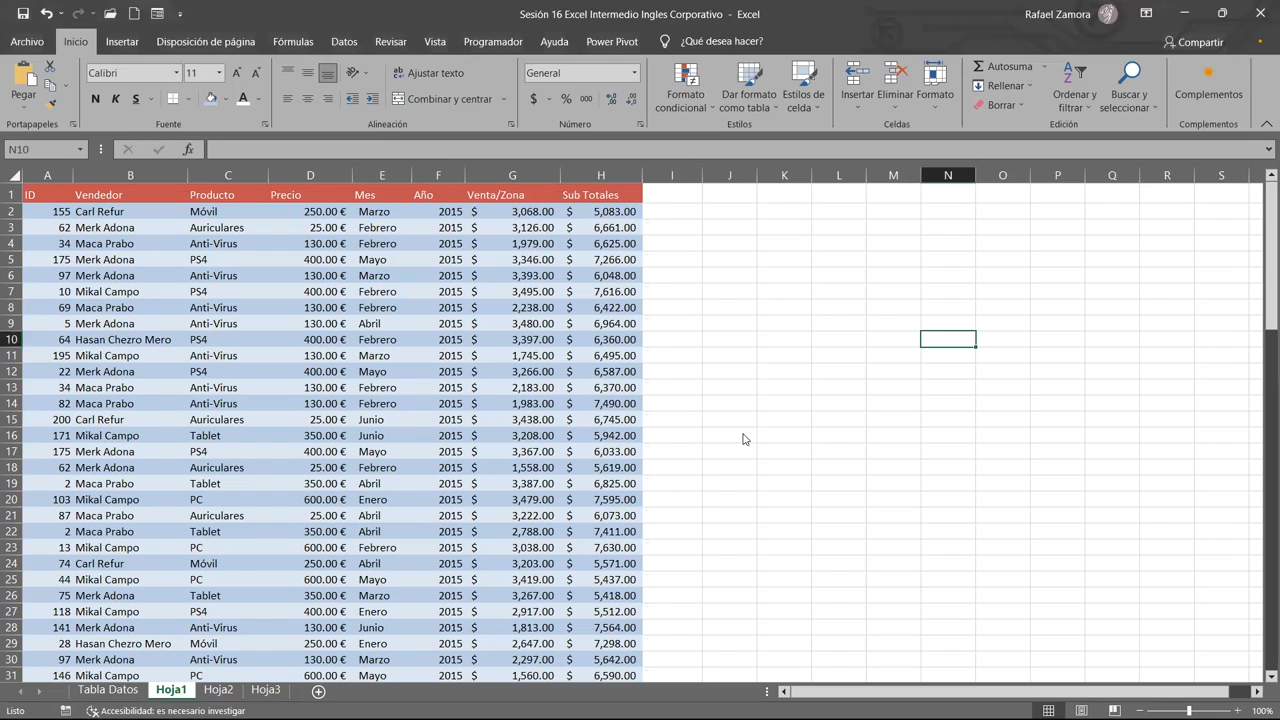 Sesión 16 Excel Intermedio Ingles Corporativo - Excel
Rafael Zamora
Archivo Inicio Insertar Disposición de página Fórmulas Datos Revisar Vista Programador Ayuda Power Pivot ¿Qué desea hacer? Compartir
Pegar
Calibri 11
N K S
Ajustar texto
Combinar y centrar
General
$ % 000
Formato condicional
Dar formato como tabla
Estilos de celda
Insertar Eliminar Formato
Autosuma
Rellenar
Borrar
Ordenar y filtrar
Buscar y seleccionar
Complementos
Portapapeles Fuente Alineación Número Estilos Celdas Edición Complementos
N10 fx
A B C D E F G H I J K L M N O P Q R S
1 ID Vendedor Producto Precio Mes Año Venta/Zona Sub Totales
2 155 Carl Refur Móvil 250.00 € Marzo 2015 $ 3,068.00 $ 5,083.00
3 62 Merk Adona Auriculares 25.00 € Febrero 2015 $ 3,126.00 $ 6,661.00
4 34 Maca Prabo Anti-Virus 130.00 € Febrero 2015 $ 1,979.00 $ 6,625.00
5 175 Merk Adona PS4 400.00 € Mayo 2015 $ 3,346.00 $ 7,266.00
6 97 Merk Adona Anti-Virus 130.00 € Marzo 2015 $ 3,393.00 $ 6,048.00
7 10 Mikal Campo PS4 400.00 € Febrero 2015 $ 3,495.00 $ 7,616.00
8 69 Maca Prabo Anti-Virus 130.00 € Febrero 2015 $ 2,238.00 $ 6,422.00
9 5 Merk Adona Anti-Virus 130.00 € Abril 2015 $ 3,480.00 $ 6,964.00
10 64 Hasan Chezro Mero PS4 400.00 € Febrero 2015 $ 3,397.00 $ 6,360.00
11 195 Mikal Campo Anti-Virus 130.00 € Marzo 2015 $ 1,745.00 $ 6,495.00
12 22 Merk Adona PS4 400.00 € Mayo 2015 $ 3,266.00 $ 6,587.00
13 34 Maca Prabo Anti-Virus 130.00 € Febrero 2015 $ 2,183.00 $ 6,370.00
14 82 Maca Prabo Anti-Virus 130.00 € Febrero 2015 $ 1,983.00 $ 7,490.00
15 200 Carl Refur Auriculares 25.00 € Junio 2015 $ 3,438.00 $ 6,745.00
16 171 Mikal Campo Tablet 350.00 € Junio 2015 $ 3,208.00 $ 5,942.00
17 175 Merk Adona PS4 400.00 € Mayo 2015 $ 3,367.00 $ 6,033.00
18 62 Merk Adona Auriculares 25.00 € Febrero 2015 $ 1,558.00 $ 5,619.00
19 2 Maca Prabo Tablet 350.00 € Abril 2015 $ 3,387.00 $ 6,825.00
20 103 Mikal Campo PC 600.00 € Enero 2015 $ 3,479.00 $ 7,595.00
21 87 Maca Prabo Auriculares 25.00 € Abril 2015 $ 3,222.00 $ 6,073.00
22 2 Maca Prabo Tablet 350.00 € Abril 2015 $ 2,788.00 $ 7,411.00
23 13 Mikal Campo PC 600.00 € Febrero 2015 $ 3,038.00 $ 7,630.00
24 74 Carl Refur Móvil 250.00 € Abril 2015 $ 3,203.00 $ 5,571.00
25 44 Mikal Campo PC 600.00 € Mayo 2015 $ 3,419.00 $ 5,437.00
26 75 Merk Adona Tablet 350.00 € Marzo 2015 $ 3,267.00 $ 5,418.00
27 118 Mikal Campo PS4 400.00 € Enero 2015 $ 2,917.00 $ 5,512.00
28 141 Merk Adona Anti-Virus 130.00 € Junio 2015 $ 1,813.00 $ 7,564.00
29 28 Hasan Chezro Mero Móvil 250.00 € Enero 2015 $ 2,647.00 $ 7,298.00
30 97 Merk Adona Anti-Virus 130.00 € Marzo 2015 $ 2,297.00 $ 5,642.00
31 146 Mikal Campo PC 600.00 € Mayo 2015 $ 1,560.00 $ 6,590.00
Tabla Datos Hoja1 Hoja2 Hoja3
Listo Accesibilidad: es necesario investigar 100%